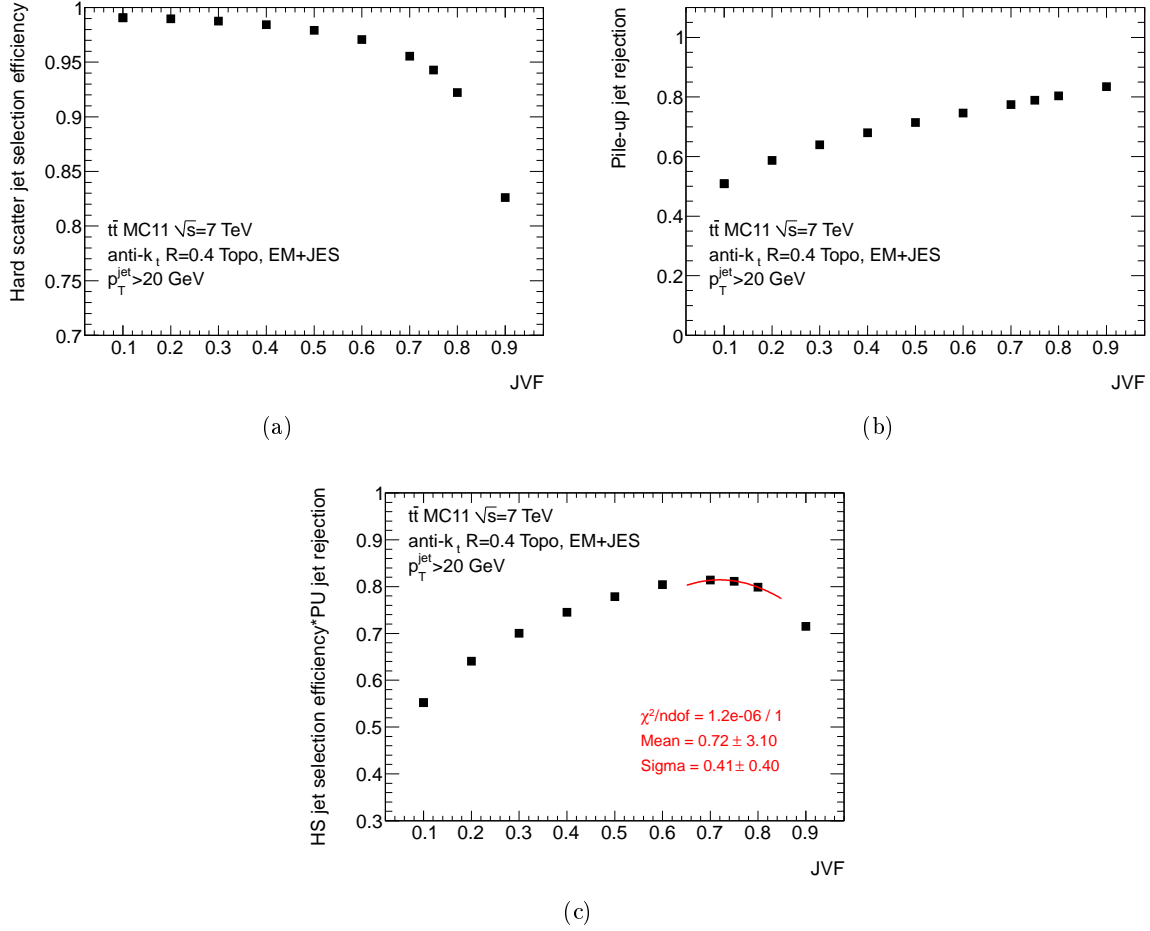 Hard scatter jet selection efficiency
1
0.95
0.9
0.85
0.8
0.75
0.7
tt̄ MC11 √s=7 TeV
anti-k_t R=0.4 Topo, EM+JES
p_T^jet>20 GeV
0.1 0.2 0.3 0.4 0.5 0.6 0.7 0.8 0.9
JVF
(a)
Pile-up jet rejection
1
0.8
0.6
0.4
0.2
0
tt̄ MC11 √s=7 TeV
anti-k_t R=0.4 Topo, EM+JES
p_T^jet>20 GeV
0.1 0.2 0.3 0.4 0.5 0.6 0.7 0.8 0.9
JVF
(b)
HS jet selection efficiency*PU jet rejection
1
0.9
0.8
0.7
0.6
0.5
0.4
0.3
tt̄ MC11 √s=7 TeV
anti-k_t R=0.4 Topo, EM+JES
p_T^jet>20 GeV
χ²/ndof = 1.2e-06 / 1
Mean = 0.72 ± 3.10
Sigma = 0.41 ± 0.40
0.1 0.2 0.3 0.4 0.5 0.6 0.7 0.8 0.9
JVF
(c)